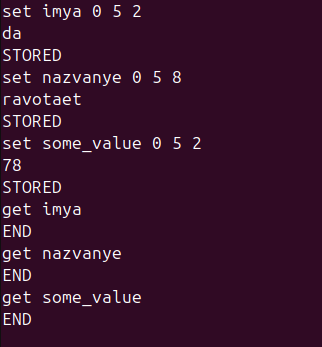 set imya 0 5 2
da
STORED
set nazvanye 0 5 8
ravotaet
STORED
set some_value 0 5 2
78
STORED
get imya
END
get nazvanye
END
get some_value
END